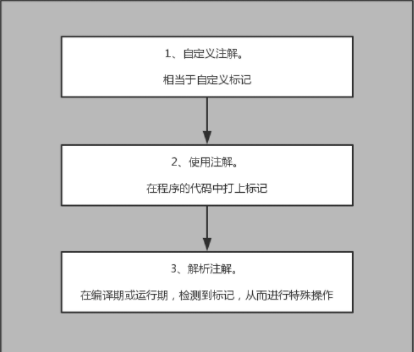 1、自定义注解。
相当于自定义标记
2、使用注解。
在程序的代码中打上标记
3、解析注解。
在编译期或运行期，检测到标记，从而进行特殊操作